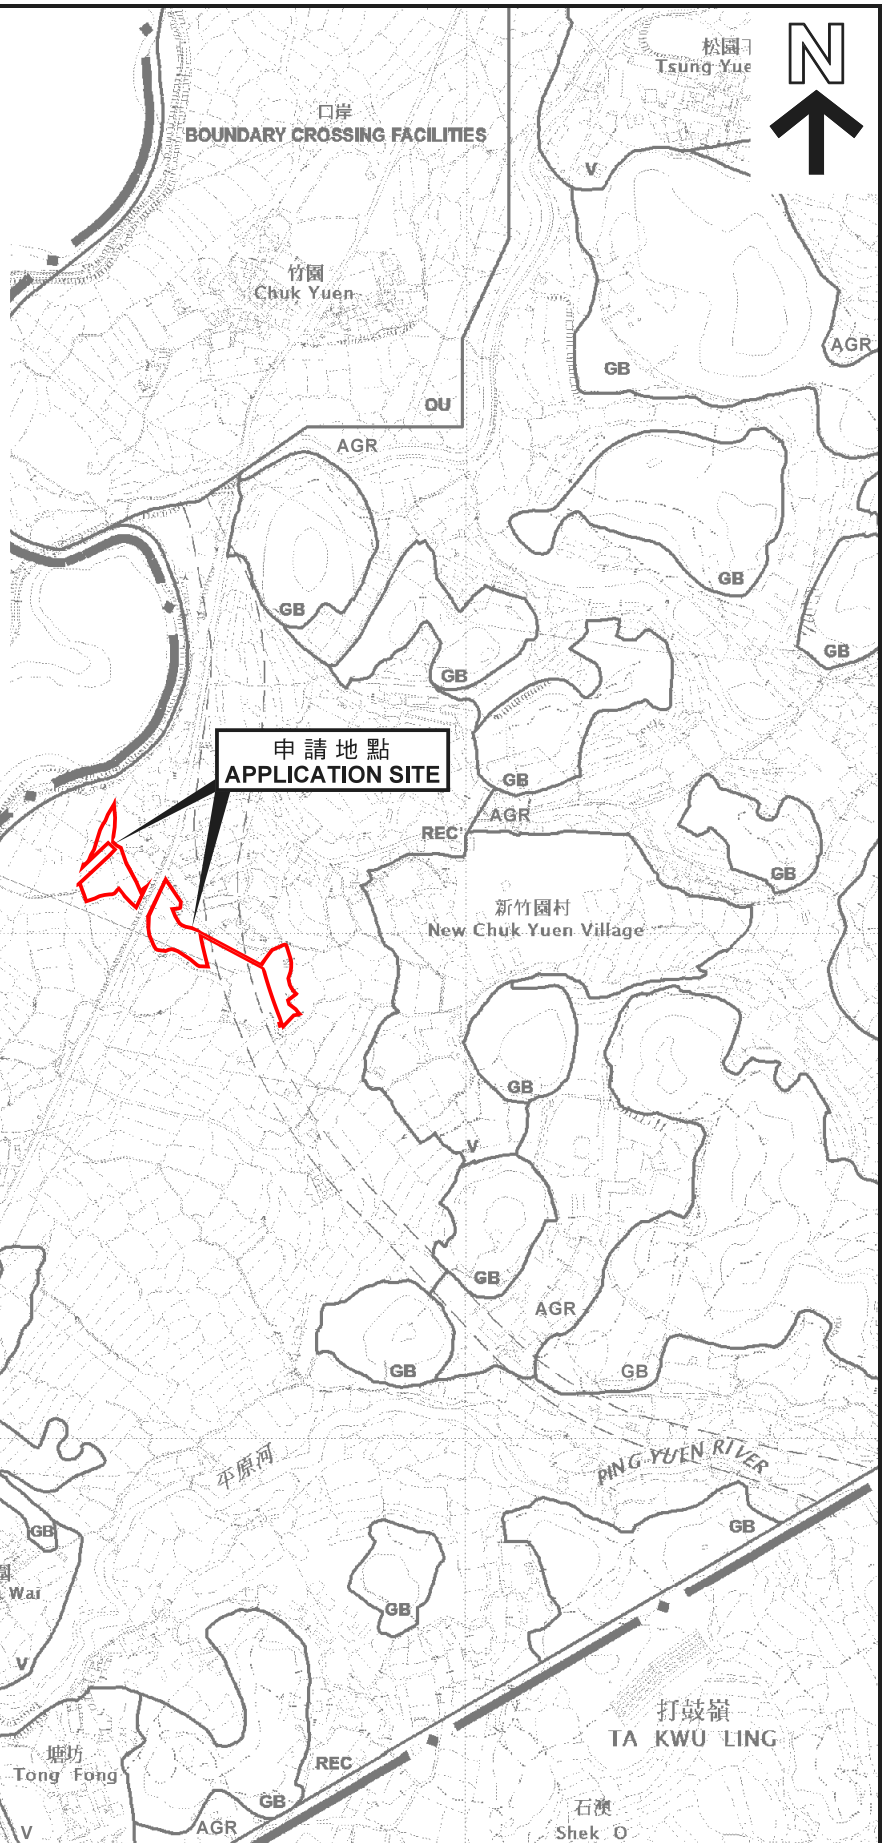 松園
Tsung Yue
N
口岸
BOUNDARY CROSSING FACILITIES
V
竹園
Chuk Yuen
AGR
GB
OU
AGR
GB
GB
GB
GB
申請地點
APPLICATION SITE
GB
AGR
REC
GB
新竹園村
New Chuk Yuen Village
GB
V
GB
AGR
GB
GB
平原河
PING YUEN RIVER
GB
GB
Wai
GB
V
打鼓嶺
TA KWU LING
塘坊
Tong Fong
REC
GB
石澳
Shek O
AGR
V